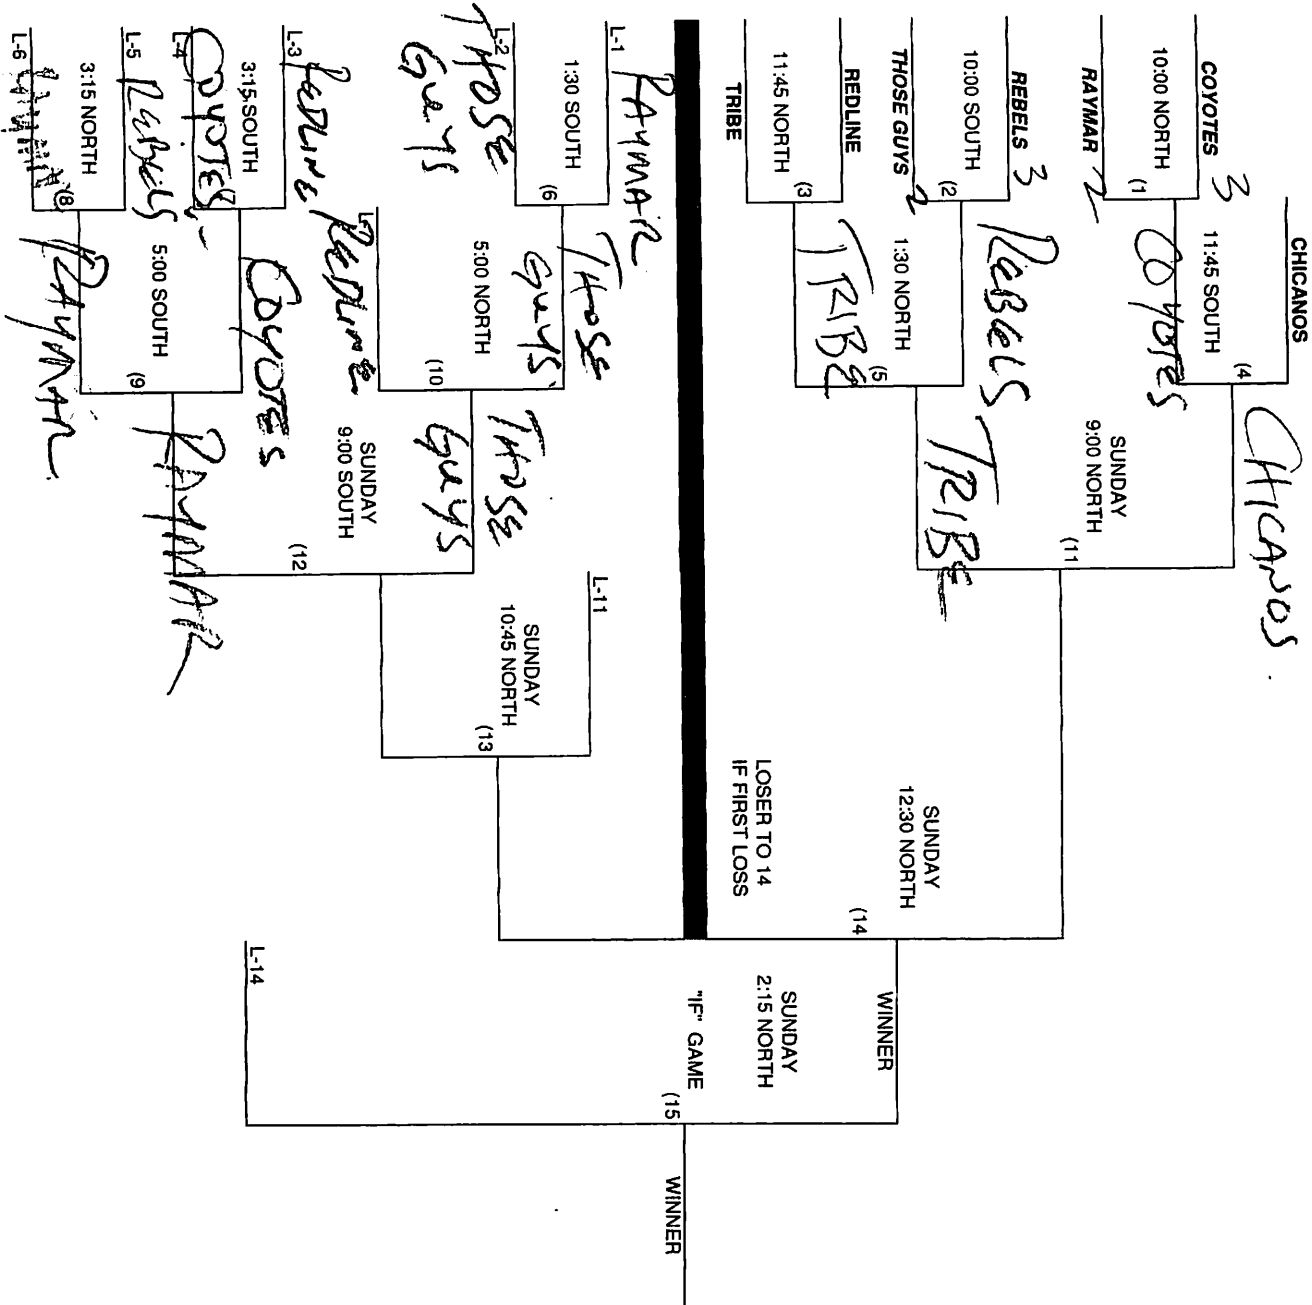 CHICANOS
COYOTES 3
10:00 NORTH
(1
RAYMAR 2
11:45 SOUTH
COYOTES
(4
CHICANOS
REBELS 3
10:00 SOUTH
(2
THOSE GUYS 2
REBELS
1:30 NORTH
(5
REDLINE
11:45 NORTH
(3
TRIBE
TRIBE
TRIBE
SUNDAY
9:00 NORTH
(11
SUNDAY
12:30 NORTH
(14
LOSER TO 14
IF FIRST LOSS
WINNER
SUNDAY
2:15 NORTH
"IF" GAME
(15
WINNER
L-14
L-1 RAYMAR
1:30 SOUTH
(6
L-2 THOSE
GUYS
THOSE
GUYS
5:00 NORTH
(10
L-7 REDLINE
THOSE
GUYS
L-3 REDLINE
3:15 SOUTH
(7
L-4 COYOTES
COYOTES
5:00 SOUTH
(9
L-5 REBELS
3:15 NORTH
(8
L-6
RAYMAR
RAYMAR
SUNDAY
9:00 SOUTH
(12
L-11
SUNDAY
10:45 NORTH
(13